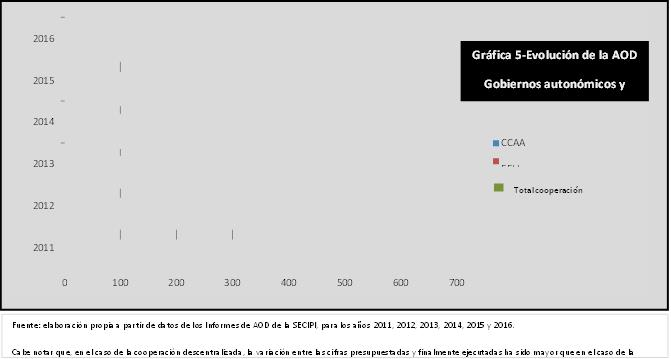 Gráfica 5-Evolución de la AOD
Gobiernos autonómicos y
2016
2015
2014
2013
2012
2011
0 100 200 300 400 500 600 700
CCAA
Total cooperación
Fuente: elaboración propia a partir de datos de los Informes de AOD de la SECIPI, para los años 2011, 2012, 2013, 2014, 2015 y 2016.
Cabe notar que, en el caso de la cooperación descentralizada, la variación entre las cifras presupuestadas y finalmente ejecutadas ha sido mayor que en el caso de la